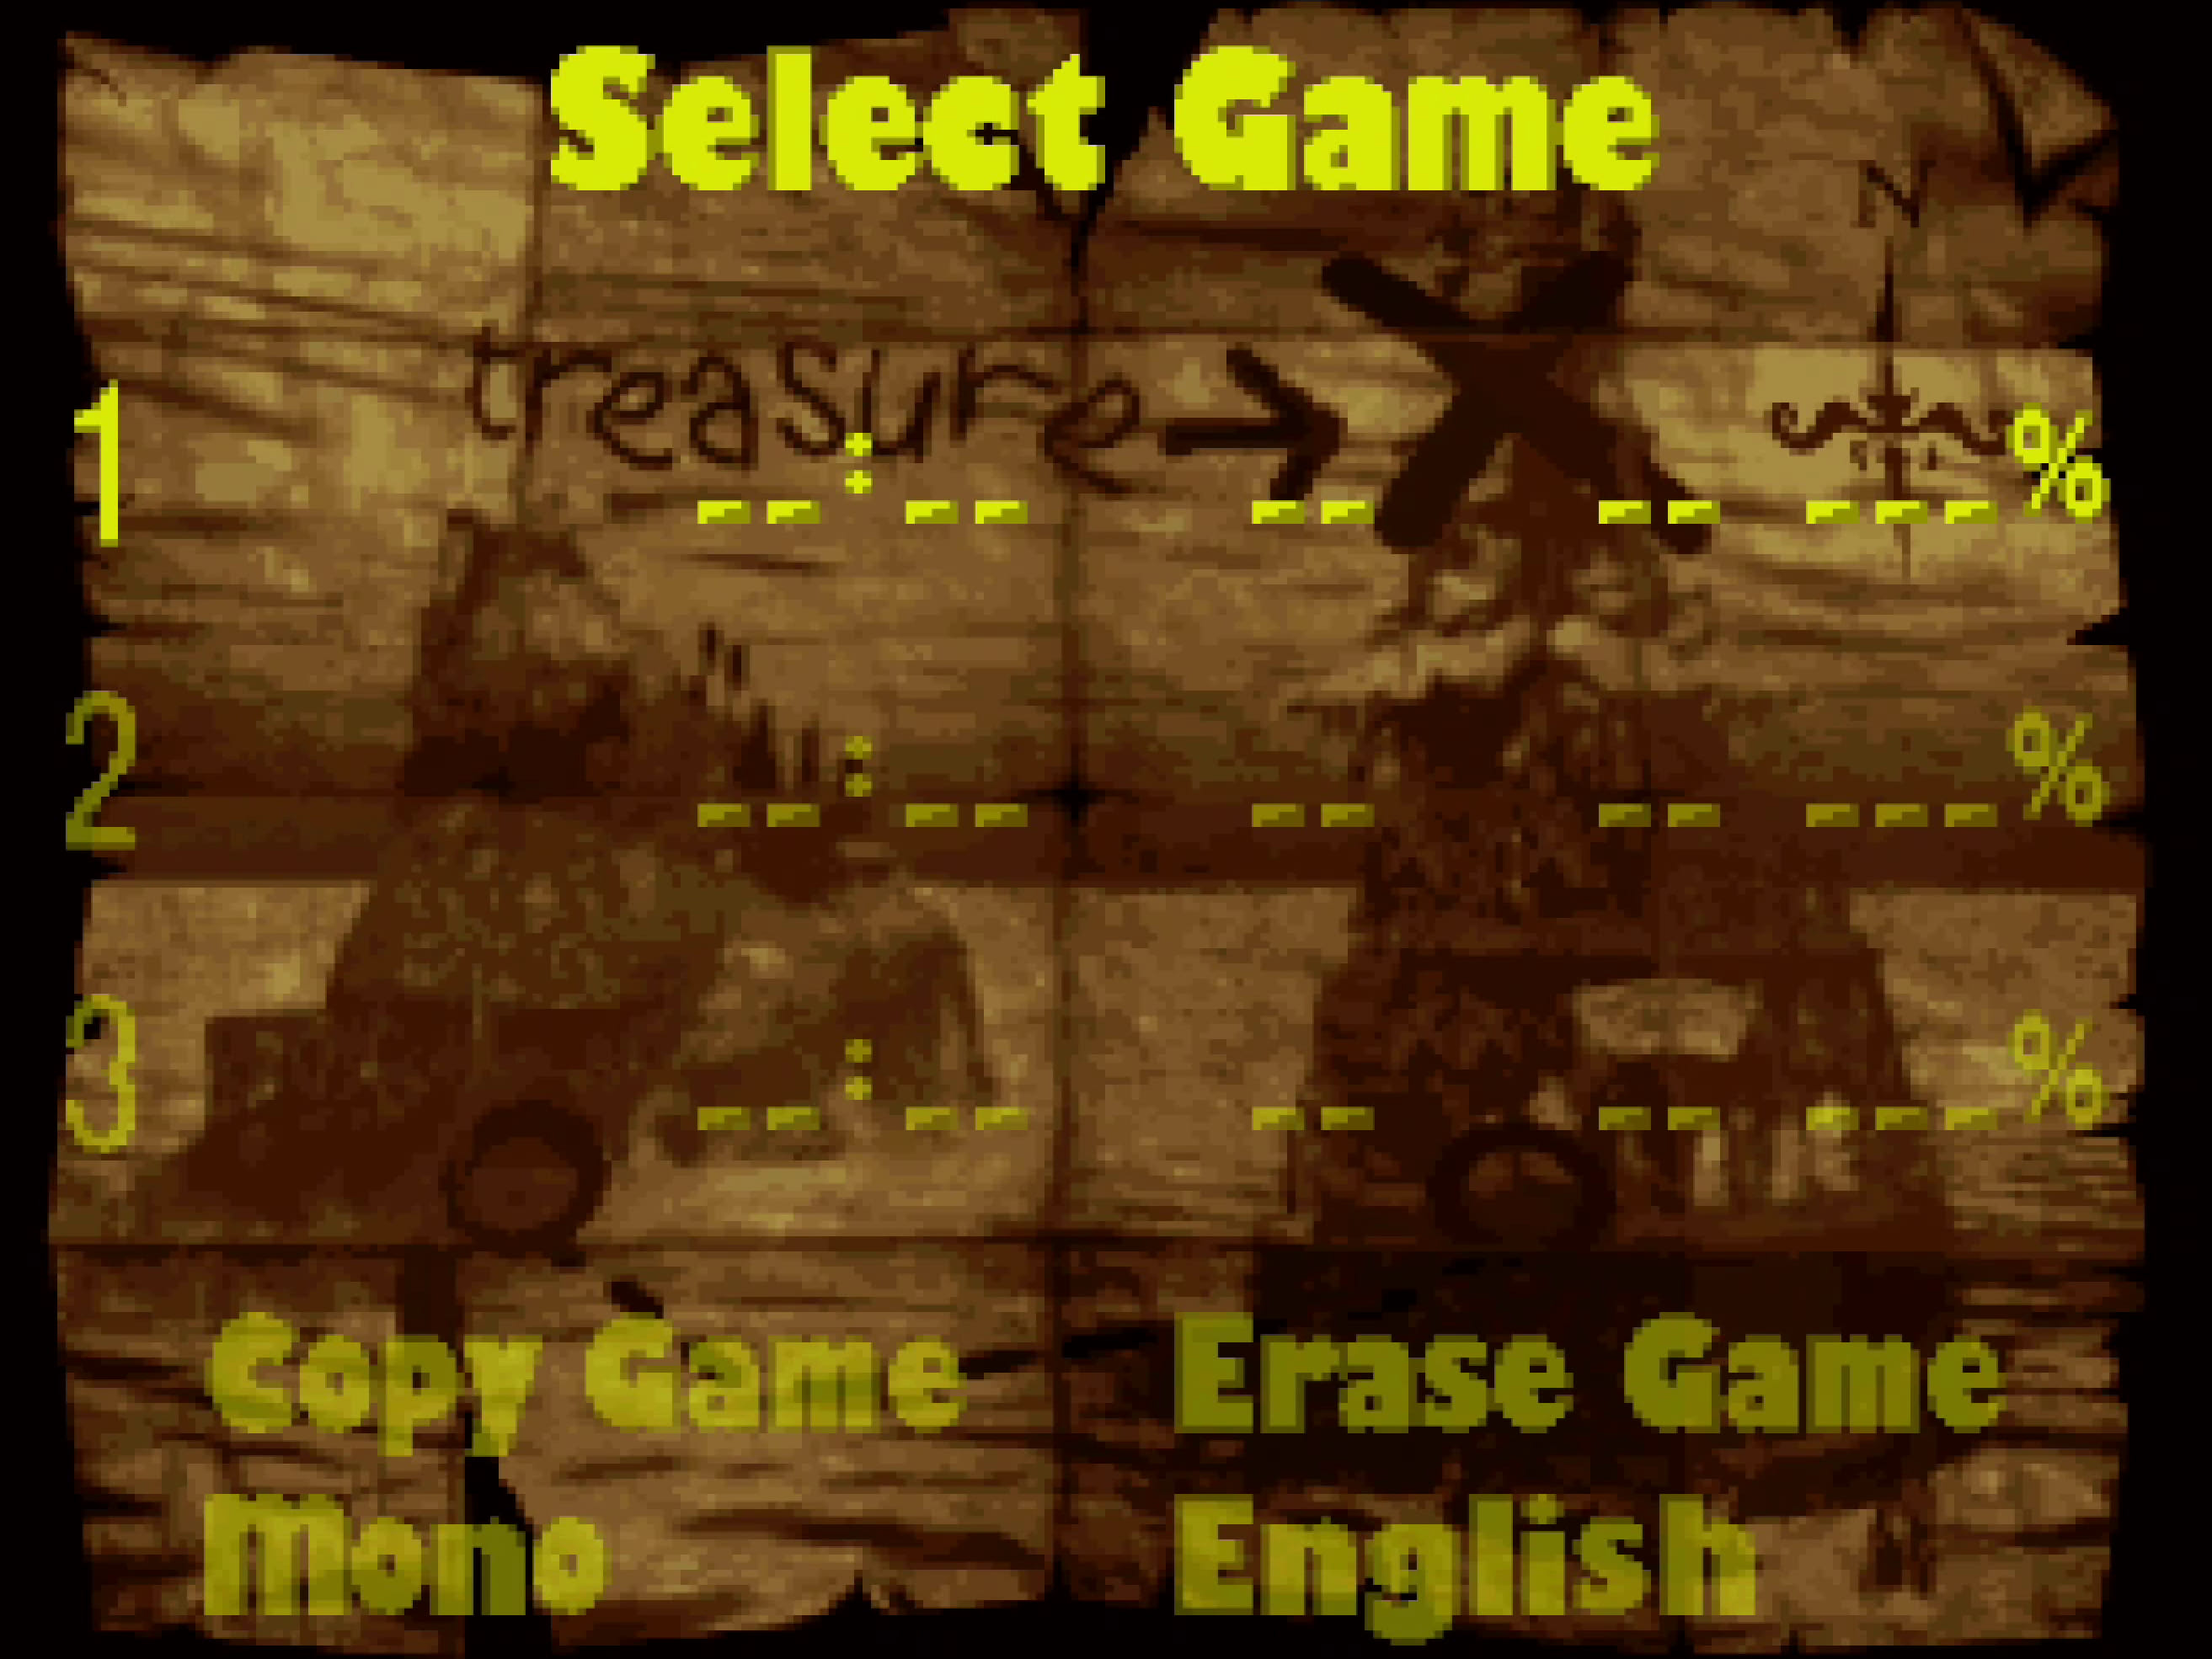 Select Game
N
treasure →
1 --:-- -- -- ---%
2 --:-- -- -- ---%
3 --:-- -- -- ---%
Copy Game Erase Game
Mono English